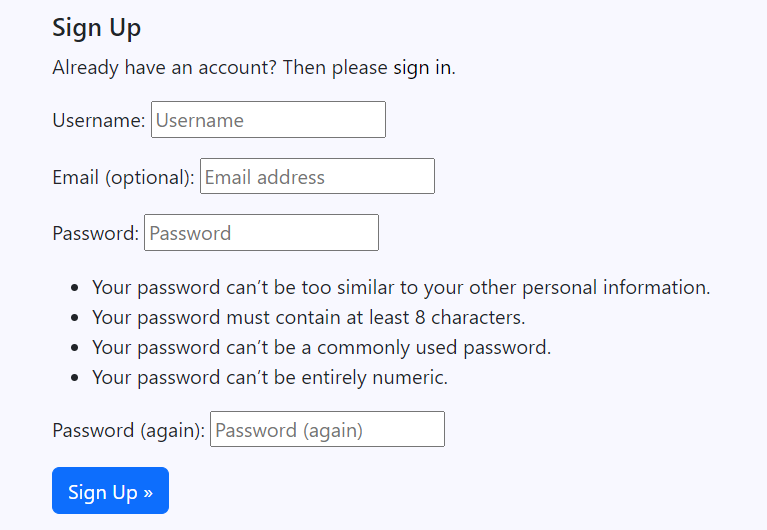 Sign Up
Already have an account? Then please sign in.
Username: Username
Email (optional): Email address
Password: Password
• Your password can’t be too similar to your other personal information.
• Your password must contain at least 8 characters.
• Your password can’t be a commonly used password.
• Your password can’t be entirely numeric.
Password (again): Password (again)
Sign Up »